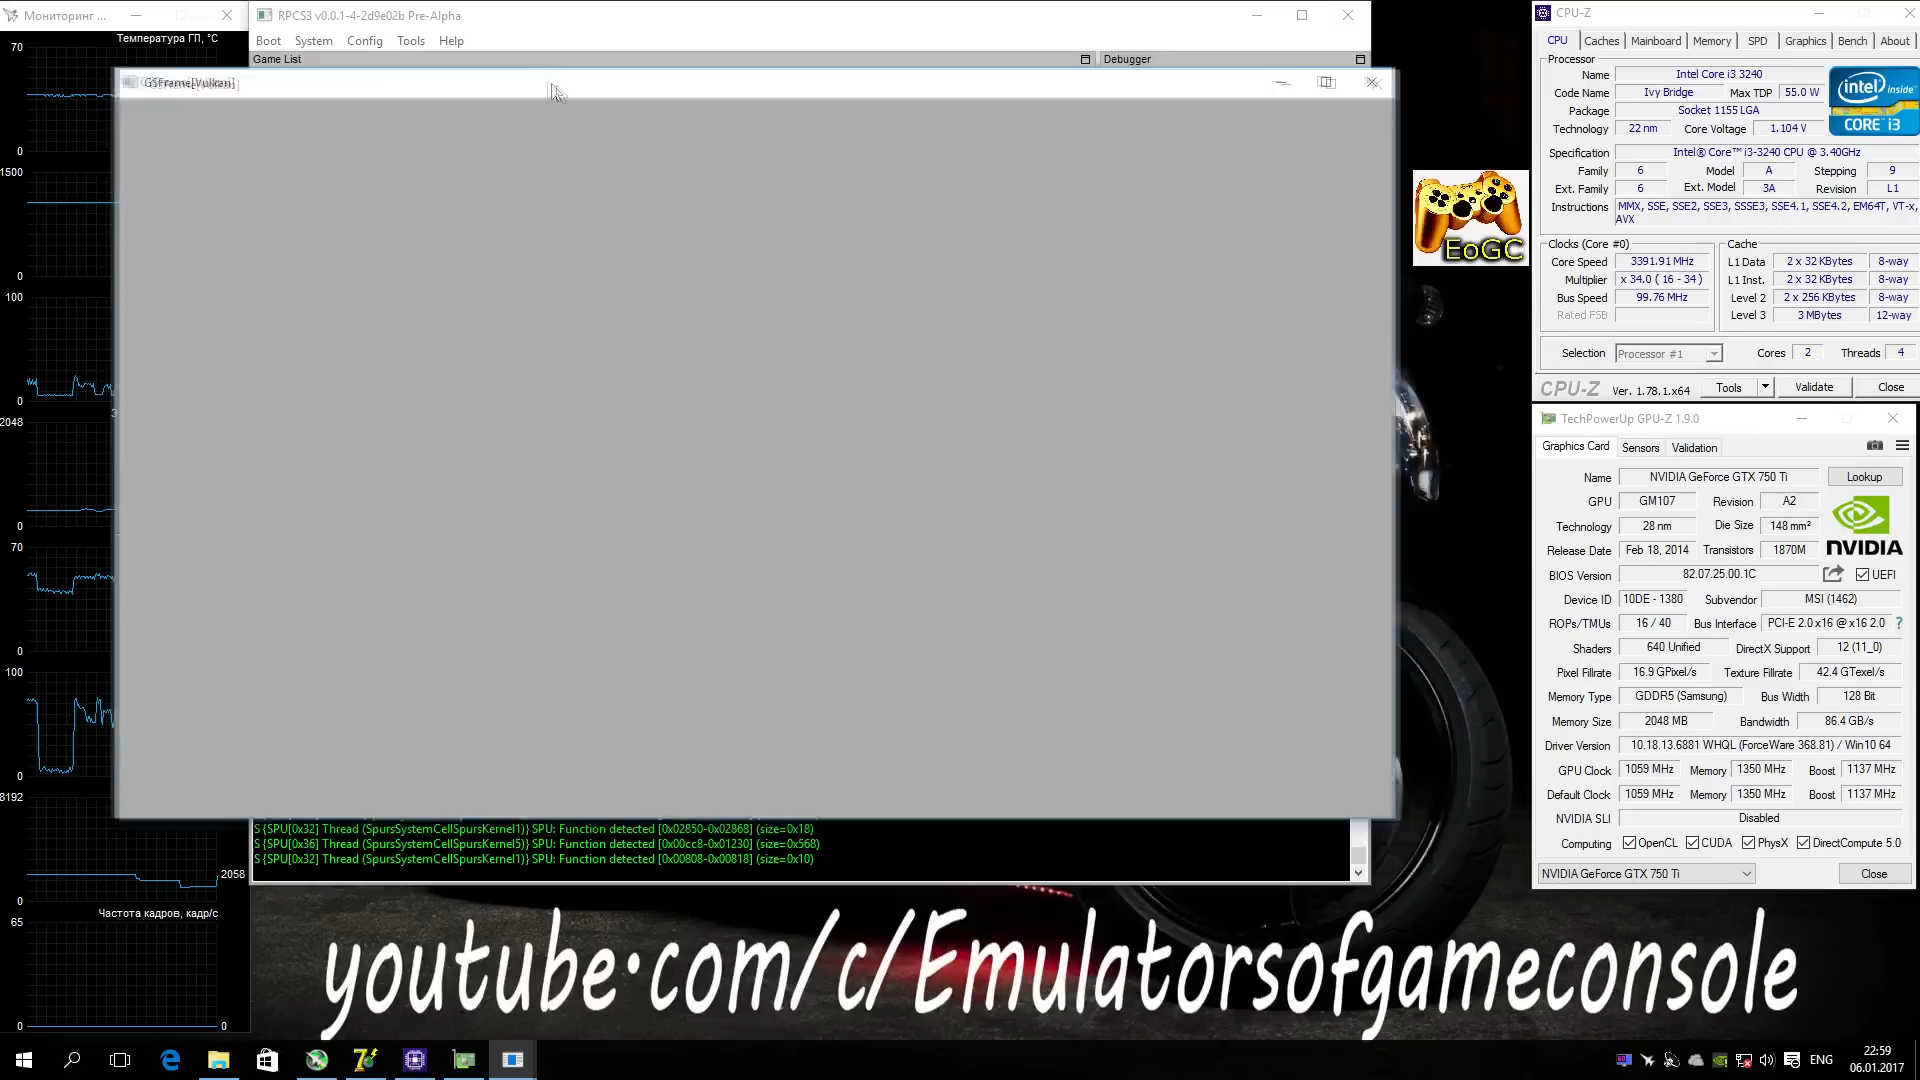 Мониторинг ...
Температура ГП, °C
70
0
1500
0
100
0
2048
0
70
0
100
0
8192
2058
0
Частота кадров, кадр/с
65
0
0
RPCS3 v0.0.1-4-2d9e02b Pre-Alpha
Boot System Config Tools Help
Game List
Debugger
GSFrame[Vulkan]
S {SPU[0x32] Thread (SpursSystemCellSpursKernel1)} SPU: Function detected [0x02850-0x02868] (size=0x18)
S {SPU[0x36] Thread (SpursSystemCellSpursKernel5)} SPU: Function detected [0x00cc8-0x01230] (size=0x568)
S {SPU[0x32] Thread (SpursSystemCellSpursKernel1)} SPU: Function detected [0x00808-0x00818] (size=0x10)
EoGC
CPU-Z
CPU Caches Mainboard Memory SPD Graphics Bench About
Processor
Name Intel Core i3 3240
Code Name Ivy Bridge Max TDP 55.0 W
Package Socket 1155 LGA
Technology 22 nm Core Voltage 1.104 V
intel inside™
CORE i3
Specification Intel® Core™ i3-3240 CPU @ 3.40GHz
Family 6 Model A Stepping 9
Ext. Family 6 Ext. Model 3A Revision L1
Instructions MMX, SSE, SSE2, SSE3, SSSE3, SSE4.1, SSE4.2, EM64T, VT-x,
AVX
Clocks (Core #0)
Core Speed 3391.91 MHz
Multiplier x 34.0 ( 16 - 34 )
Bus Speed 99.76 MHz
Rated FSB
Cache
L1 Data 2 x 32 KBytes 8-way
L1 Inst. 2 x 32 KBytes 8-way
Level 2 2 x 256 KBytes 8-way
Level 3 3 MBytes 12-way
Selection Processor #1 Cores 2 Threads 4
CPU-Z Ver. 1.78.1.x64 Tools Validate Close
TechPowerUp GPU-Z 1.9.0
Graphics Card Sensors Validation
Name NVIDIA GeForce GTX 750 Ti Lookup
GPU GM107 Revision A2
Technology 28 nm Die Size 148 mm²
Release Date Feb 18, 2014 Transistors 1870M
NVIDIA
BIOS Version 82.07.25.00.1C UEFI
Device ID 10DE - 1380 Subvendor MSI (1462)
ROPs/TMUs 16 / 40 Bus Interface PCI-E 2.0 x16 @ x16 2.0 ?
Shaders 640 Unified DirectX Support 12 (11_0)
Pixel Fillrate 16.9 GPixel/s Texture Fillrate 42.4 GTexel/s
Memory Type GDDR5 (Samsung) Bus Width 128 Bit
Memory Size 2048 MB Bandwidth 86.4 GB/s
Driver Version 10.18.13.6881 WHQL (ForceWare 368.81) / Win10 64
GPU Clock 1059 MHz Memory 1350 MHz Boost 1137 MHz
Default Clock 1059 MHz Memory 1350 MHz Boost 1137 MHz
NVIDIA SLI Disabled
Computing OpenCL CUDA PhysX DirectCompute 5.0
NVIDIA GeForce GTX 750 Ti Close
youtube.com/c/Emulatorsofgameconsole
ENG
22:59
06.01.2017